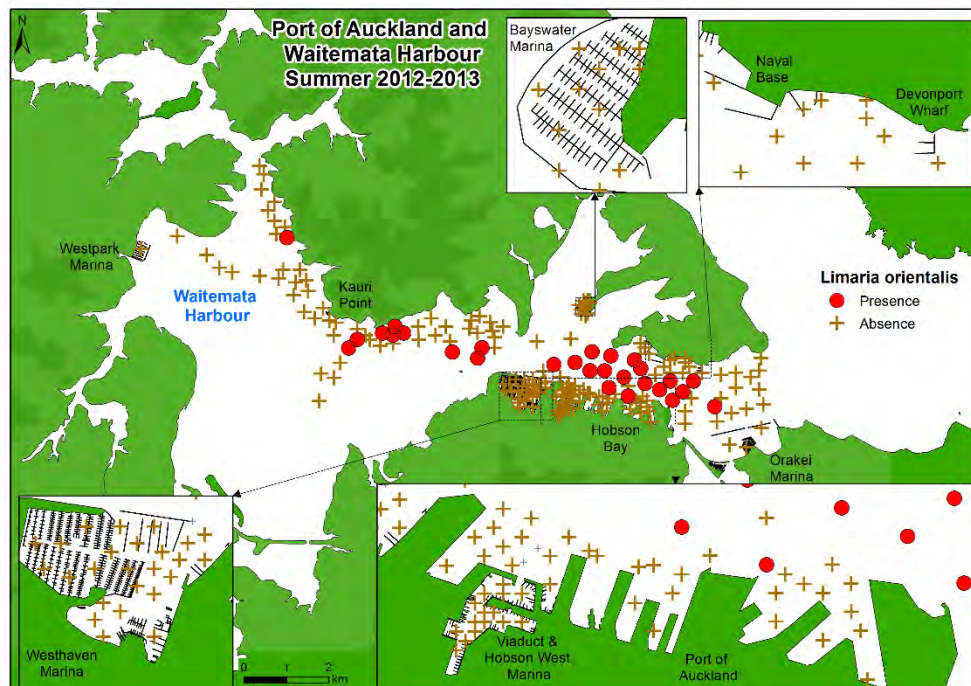 N
Port of Auckland and
Waitemata Harbour
Summer 2012-2013
Bayswater
Marina
Naval
Base
Devonport
Wharf
Westpark
Marina
Kauri
Point
Waitemata
Harbour
Limaria orientalis
Presence
Absence
Hobson
Bay
Orakei
Marina
Westhaven
Marina
0 1 2
km
Viaduct &
Hobson West
Marina
Port of
Auckland